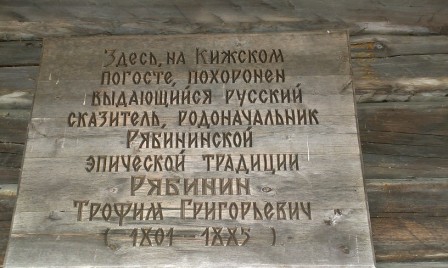 Здесь, на Кижском
погосте, похоронен
выдающийся русский
сказитель, родоначальник
Рябининской
эпической традиции
Рябинин
Трофим Григорьевич
( 1801 – 1885 )